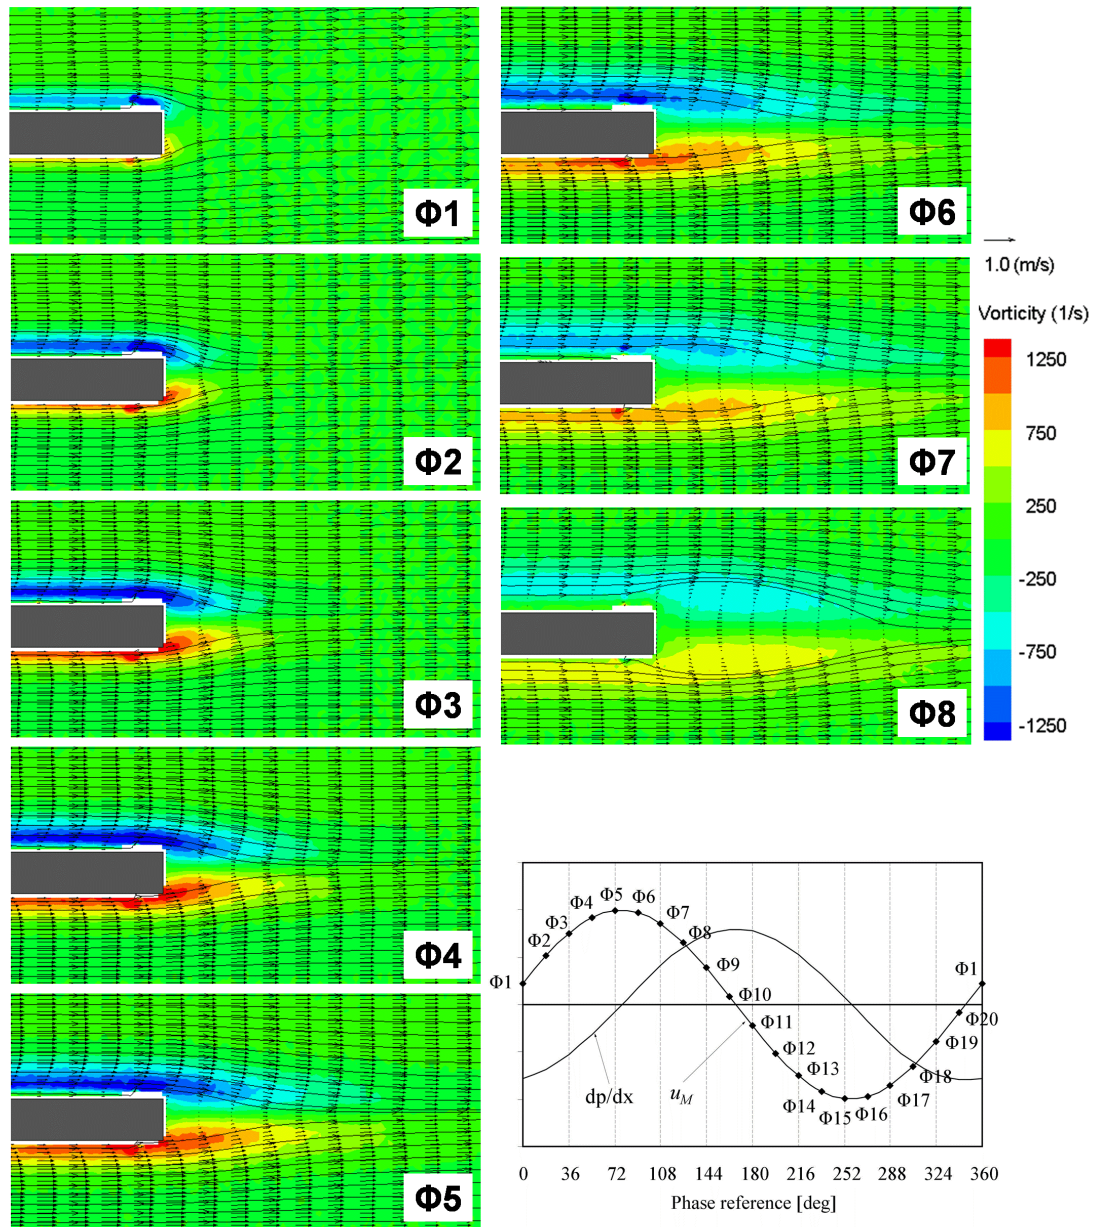 Φ1
Φ2
Φ3
Φ4
Φ5
Φ6
Φ7
Φ8
1.0 (m/s)
Vorticity (1/s)
1250
750
250
-250
-750
-1250
Φ1
Φ2
Φ3
Φ4
Φ5
Φ6
Φ7
Φ8
Φ9
Φ10
Φ11
Φ12
Φ13
Φ14
Φ15
Φ16
Φ17
Φ18
Φ19
Φ20
Φ1
dp/dx
u_M
0 36 72 108 144 180 216 252 288 324 360
Phase reference [deg]